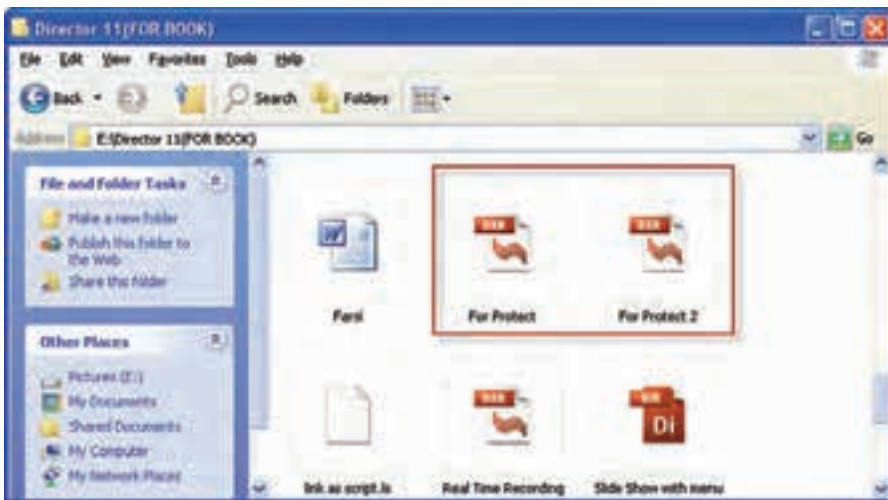 Director 11(FOR BOOK)
File Edit View Favorites Tools Help
Back Search Folders
Address E:\Director 11(FOR BOOK) Go
File and Folder Tasks
Make a new folder
Publish this folder to
the Web
Share this folder
Other Places
Pictures (E:)
My Documents
Shared Documents
My Computer
My Network Places
Farsi For Protect For Protect 2
link as script.ls Real Time Recording Slide Show with menu
Di